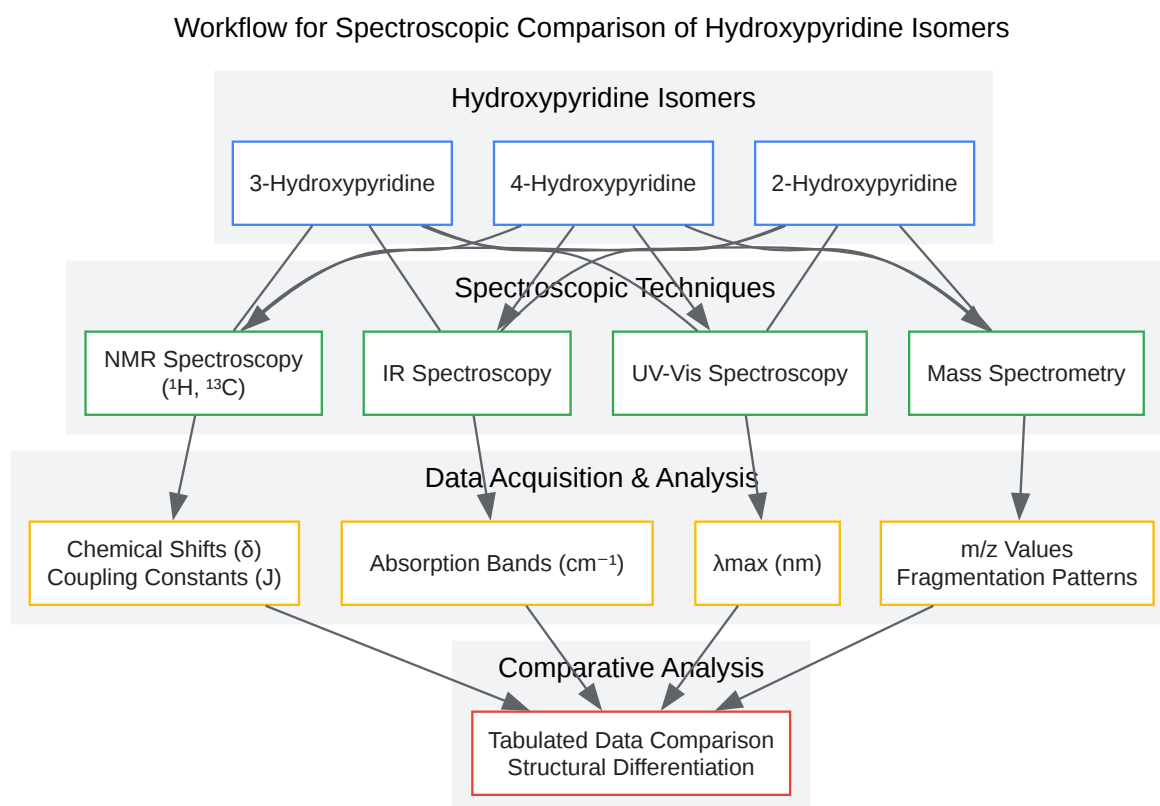 Workflow for Spectroscopic Comparison of Hydroxypyridine Isomers
Hydroxypyridine Isomers
3-Hydroxypyridine
4-Hydroxypyridine
2-Hydroxypyridine
Spectroscopic Techniques
NMR Spectroscopy
(¹H, ¹³C)
IR Spectroscopy
UV-Vis Spectroscopy
Mass Spectrometry
Data Acquisition & Analysis
Chemical Shifts (δ)
Coupling Constants (J)
Absorption Bands (cm⁻¹)
λmax (nm)
m/z Values
Fragmentation Patterns
Comparative Analysis
Tabulated Data Comparison
Structural Differentiation